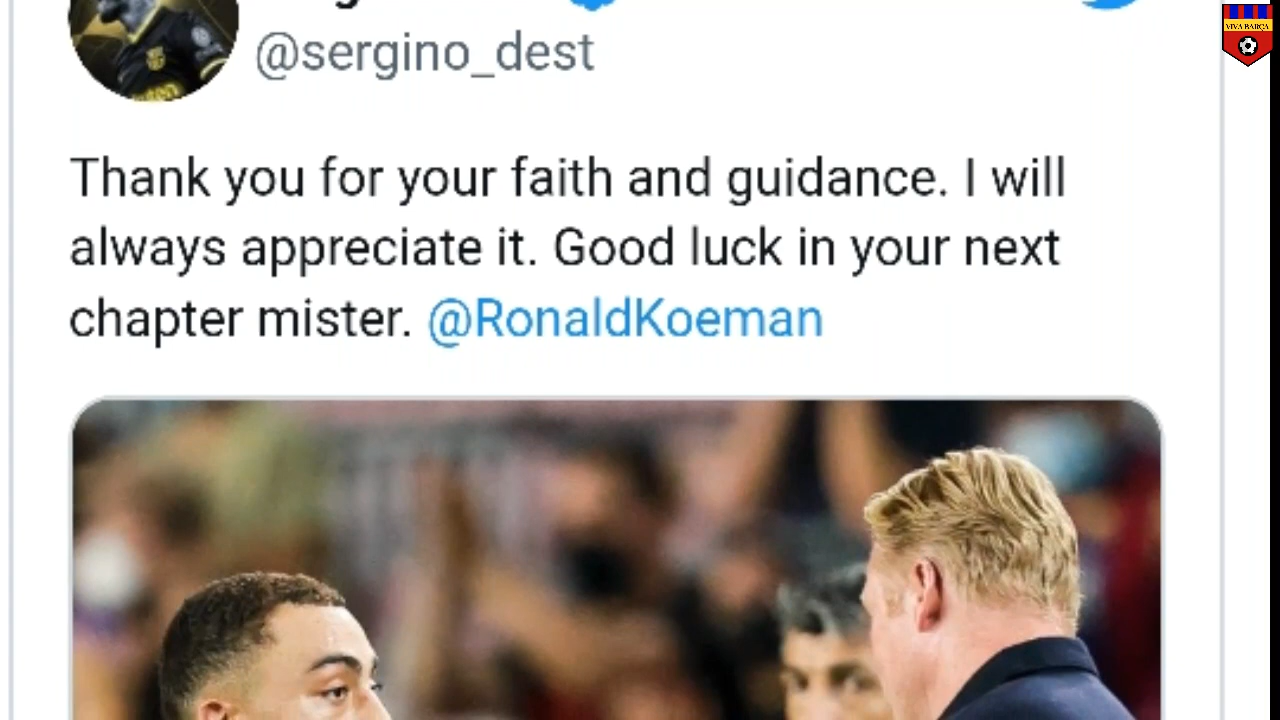 VIVA BARÇA
@sergino_dest
Thank you for your faith and guidance. I will
always appreciate it. Good luck in your next
chapter mister. @RonaldKoeman